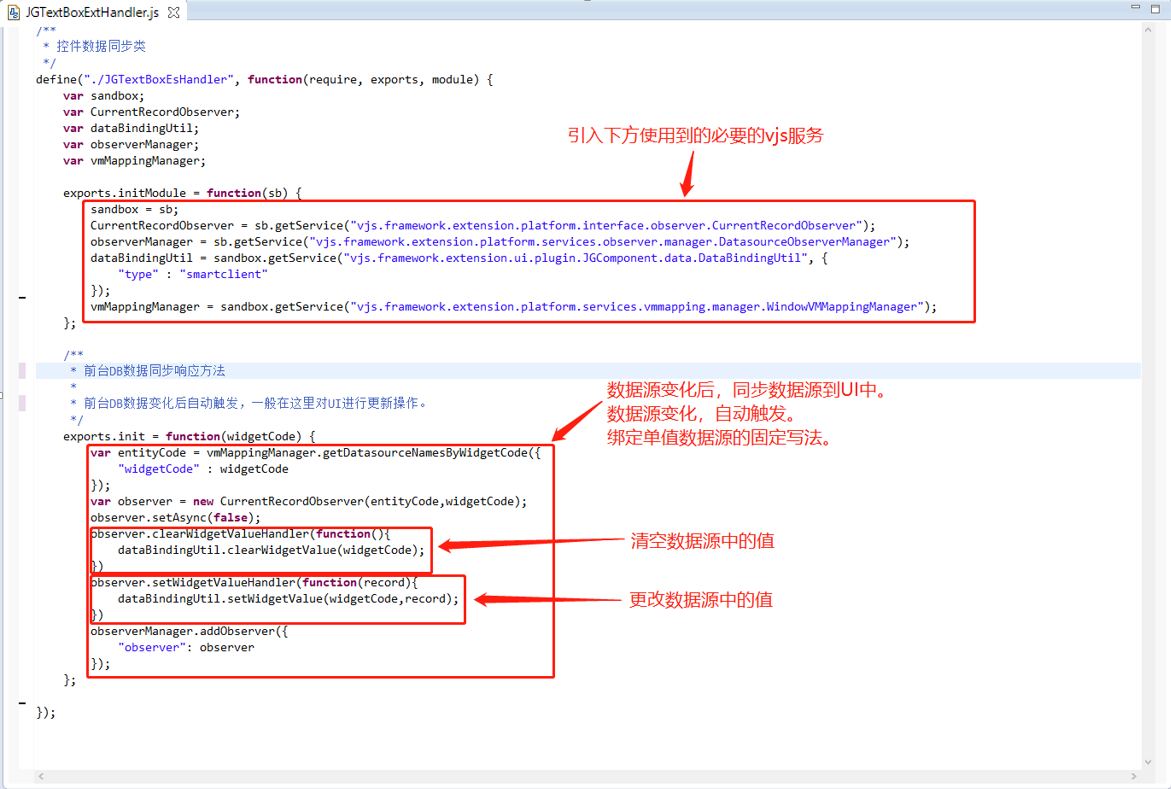 JGTextBoxExtHandler.js
/**
 * 控件数据同步类
 */
define("./JGTextBoxEsHandler", function(require, exports, module) {
    var sandbox;
    var CurrentRecordObserver;
    var dataBindingUtil;
    var observerManager;
    var vmMappingManager;
引入下方使用到的必要的vjs服务
    exports.initModule = function(sb) {
        sandbox = sb;
        CurrentRecordObserver = sb.getService("vjs.framework.extension.platform.interface.observer.CurrentRecordObserver");
        observerManager = sb.getService("vjs.framework.extension.platform.services.observer.manager.DatasourceObserverManager");
        dataBindingUtil = sandbox.getService("vjs.framework.extension.ui.plugin.JGComponent.data.DataBindingUtil", {
            "type" : "smartclient"
        });
        vmMappingManager = sandbox.getService("vjs.framework.extension.platform.services.vmmapping.manager.WindowVMMappingManager");
    };
    /**
     * 前台DB数据同步响应方法
     *
     * 前台DB数据变化后自动触发，一般在这里对UI进行更新操作。
     */
数据源变化后，同步数据源到UI中。
数据源变化，自动触发。
绑定单值数据源的固定写法。
    exports.init = function(widgetCode) {
        var entityCode = vmMappingManager.getDatasourceNamesByWidgetCode({
            "widgetCode" : widgetCode
        });
        var observer = new CurrentRecordObserver(entityCode,widgetCode);
        observer.setAsync(false);
        observer.clearWidgetValueHandler(function(){
            dataBindingUtil.clearWidgetValue(widgetCode);
        })
清空数据源中的值
        observer.setWidgetValueHandler(function(record){
            dataBindingUtil.setWidgetValue(widgetCode,record);
        })
更改数据源中的值
        observerManager.addObserver({
            "observer": observer
        });
    };
});